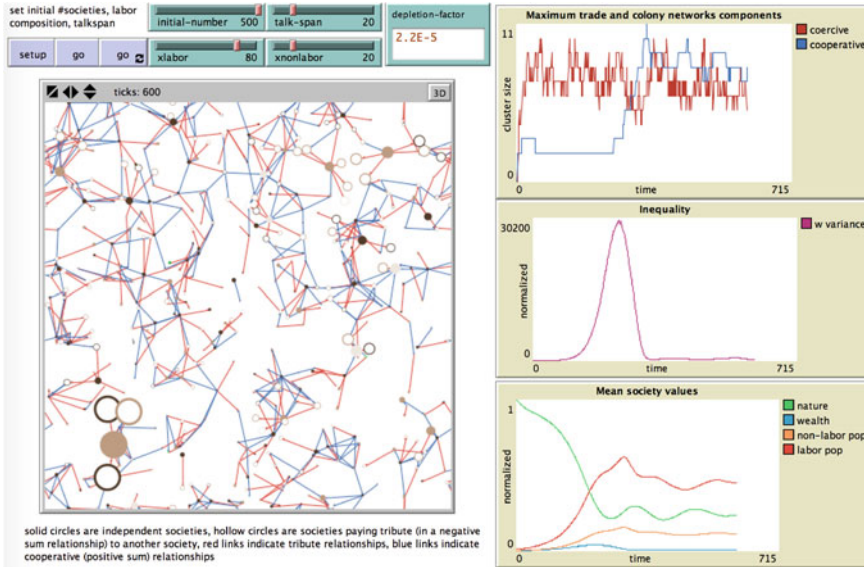 set initial #societies, labor
composition, talkspan
initial-number 500
talk-span 20
depletion-factor
2.2E-5
setup
go
go
xlabor 80
xnonlabor 20
ticks: 600
3D
solid circles are independent societies, hollow circles are societies paying tribute (in a negative
sum relationship) to another society, red links indicate tribute relationships, blue links indicate
cooperative (positive sum) relationships
Maximum trade and colony networks components
11
cluster size
0
0
time
715
coercive
cooperative
Inequality
30200
normalized
0
0
time
715
w variance
Mean society values
1
normalized
0
0
time
715
nature
wealth
non-labor pop
labor pop